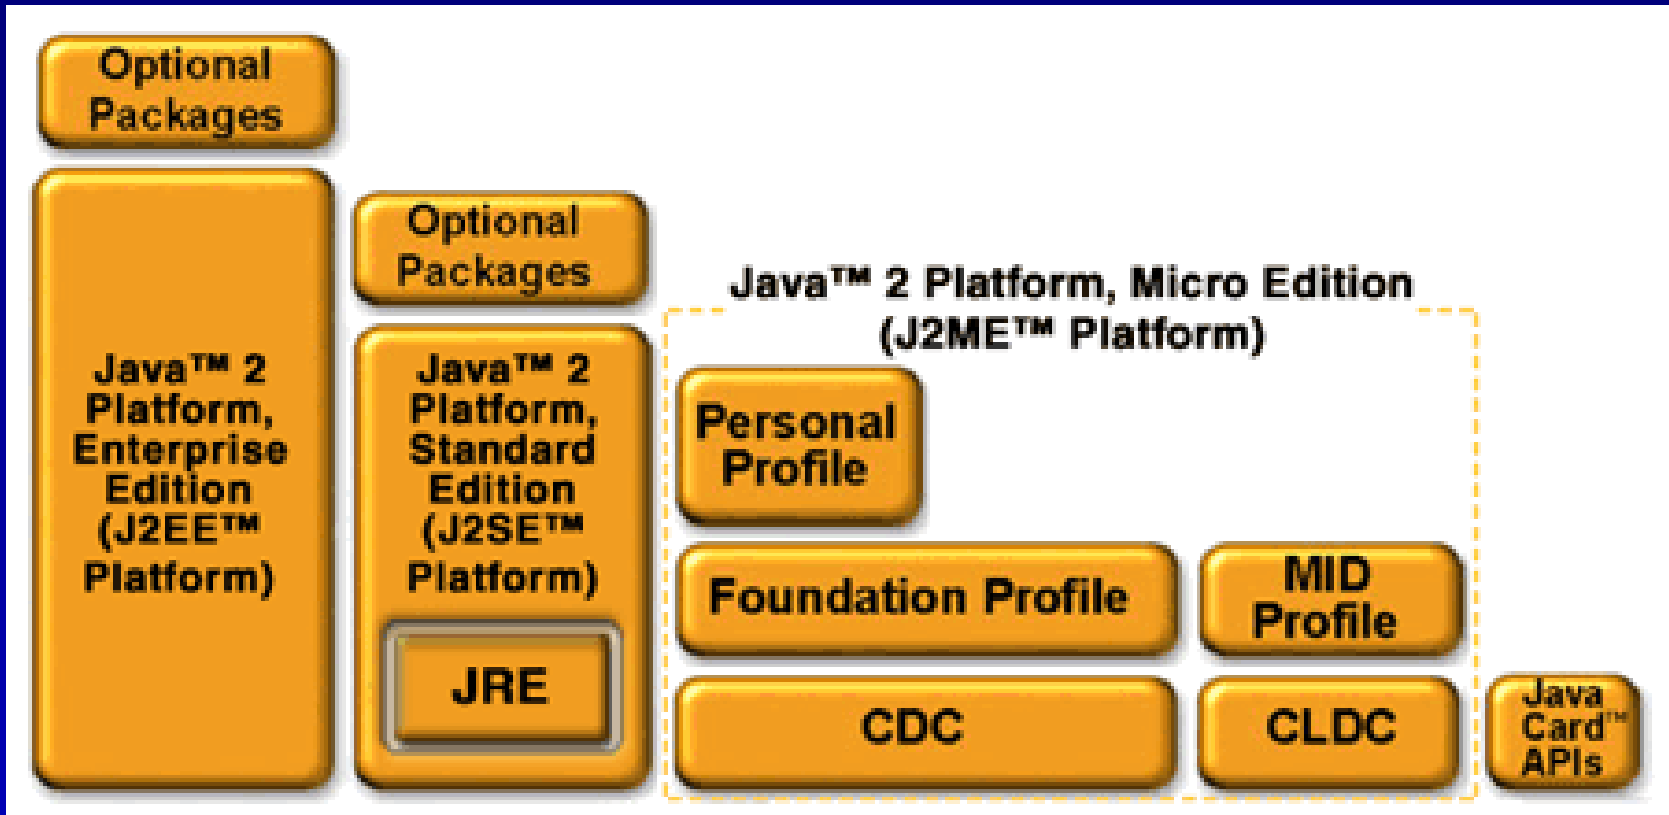 Optional
Packages
Java™ 2
Platform,
Enterprise
Edition
(J2EE™
Platform)
Optional
Packages
Java™ 2
Platform,
Standard
Edition
(J2SE™
Platform)
JRE
Java™ 2 Platform, Micro Edition
(J2ME™ Platform)
Personal
Profile
Foundation Profile
MID
Profile
CDC
CLDC
Java
Card™
APIs